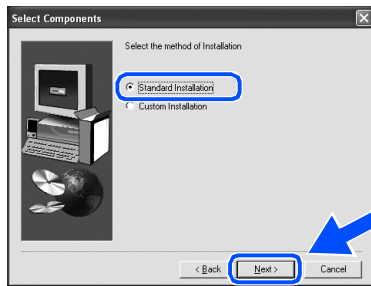 Select Components
Select the method of Installation
Standard Installation
Custom Installation
< Back
Next >
Cancel